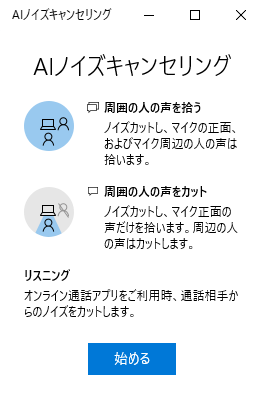 AIノイズキャンセリング
AIノイズキャンセリング
周囲の人の声を拾う
ノイズカットし、マイクの正面、
およびマイク周辺の人の声は
拾います。
周囲の人の声をカット
ノイズカットし、マイク正面の
声だけを拾います。周辺の人
の声はカットします。
リスニング
オンライン通話アプリをご利用時、通話相手か
らのノイズをカットします。
始める